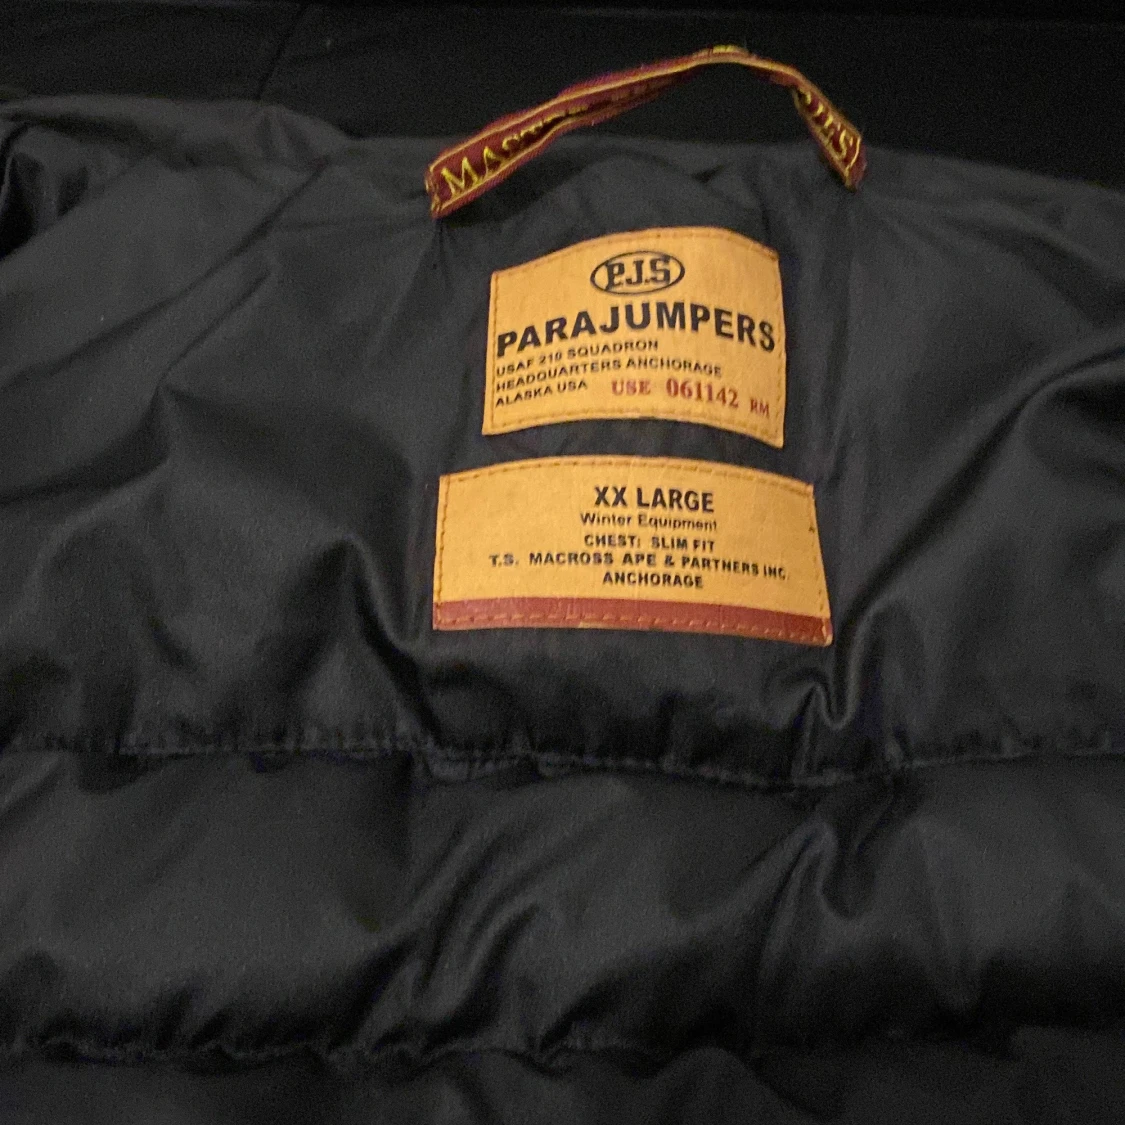 P.J.S
PARAJUMPERS
USAF 210 SQUADRON
HEADQUARTERS ANCHORAGE
ALASKA USA USE 061142 RM
XX LARGE
Winter Equipment
CHEST: SLIM FIT
T.S. MACROSS APE & PARTNERS INC.
ANCHORAGE